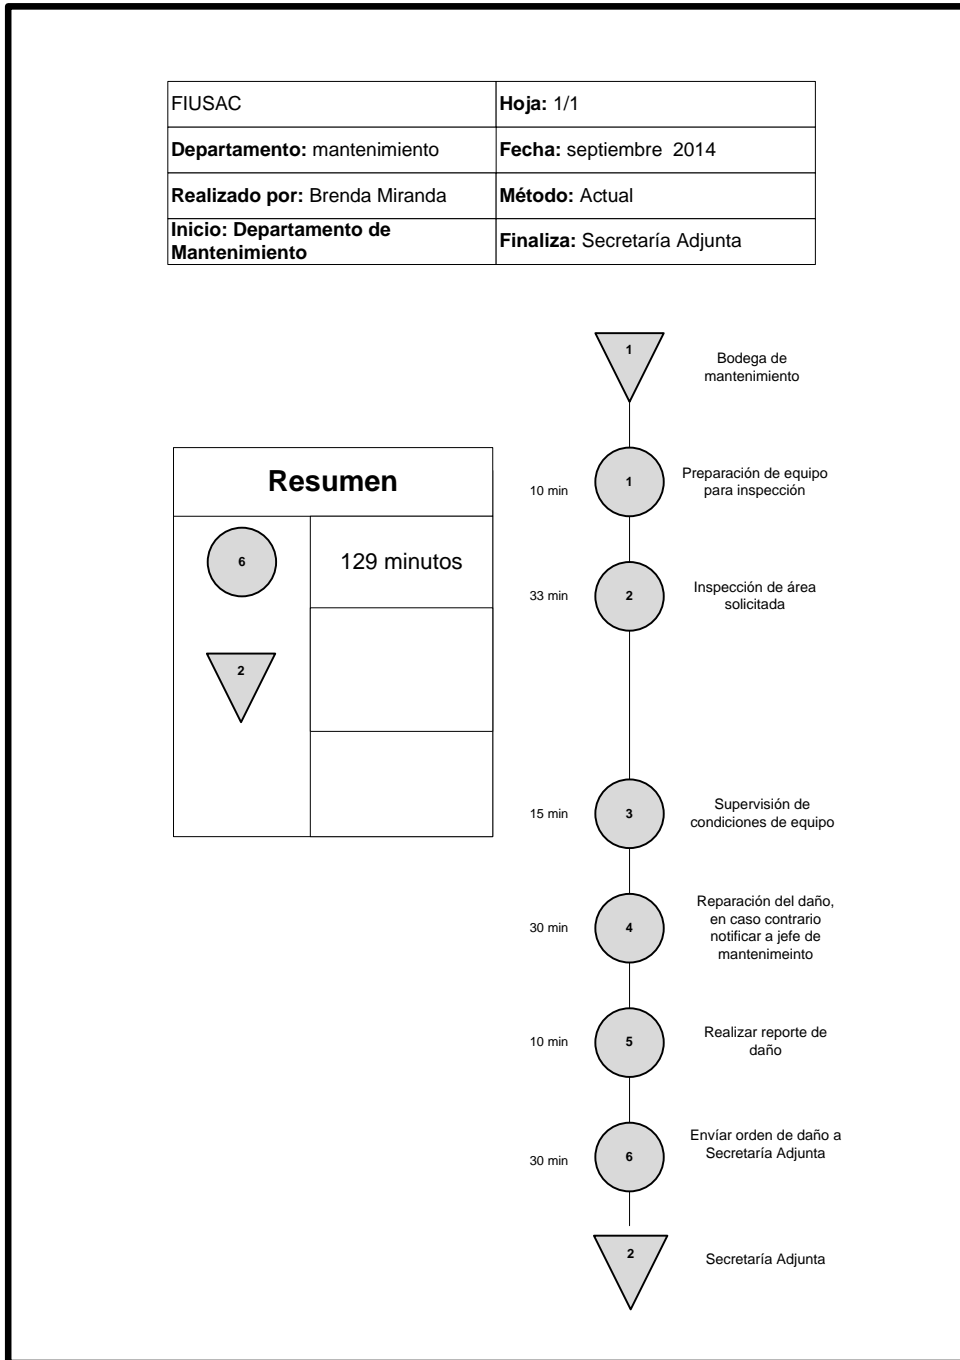 FIUSAC
Hoja: 1/1
Departamento: mantenimiento
Fecha: septiembre 2014
Realizado por: Brenda Miranda
Método: Actual
Inicio: Departamento de
Mantenimiento
Finaliza: Secretaría Adjunta
1
Bodega de
mantenimiento
Resumen
6
129 minutos
2
10 min
1
Preparación de equipo
para inspección
33 min
2
Inspección de área
solicitada
15 min
3
Supervisión de
condiciones de equipo
30 min
4
Reparación del daño,
en caso contrario
notificar a jefe de
mantenimeinto
10 min
5
Realizar reporte de
daño
30 min
6
Envíar orden de daño a
Secretaría Adjunta
2
Secretaría Adjunta